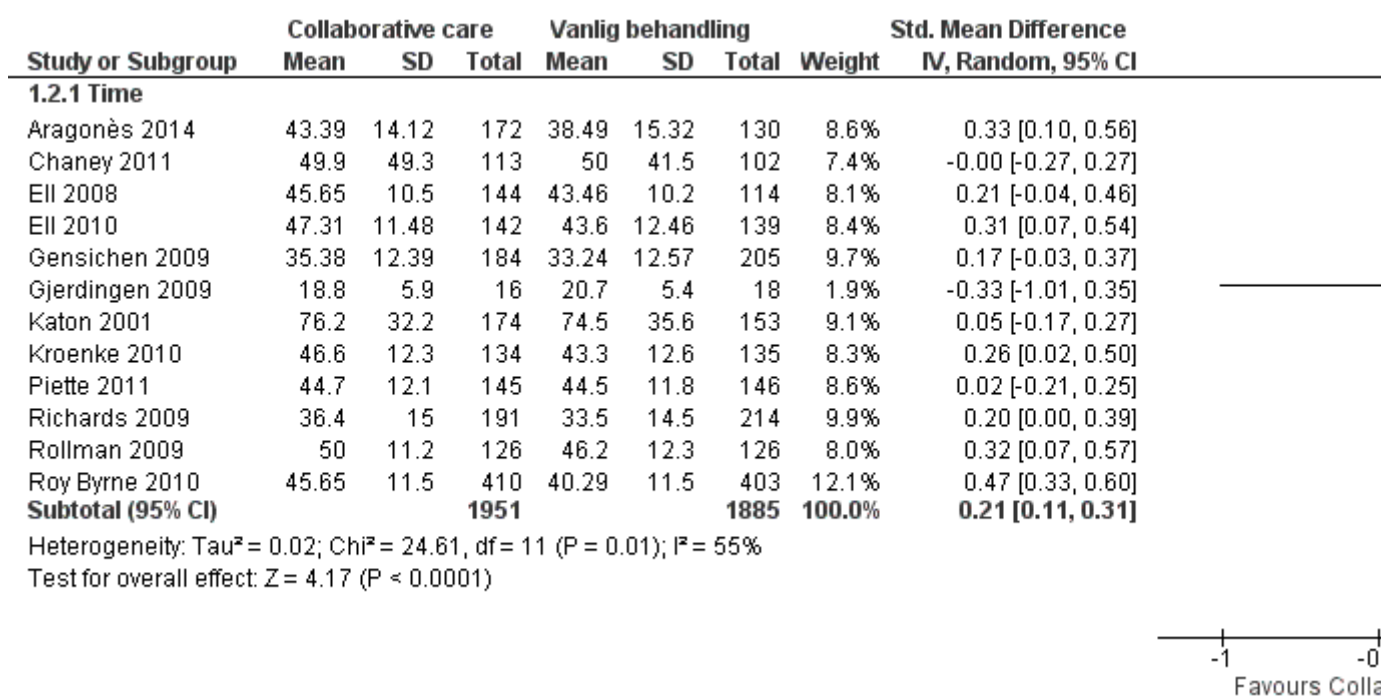 Collaborative care Vanlig behandling Std. Mean Difference
Study or Subgroup Mean SD Total Mean SD Total Weight IV, Random, 95% CI
1.2.1 Time
Aragonès 2014 43.39 14.12 172 38.49 15.32 130 8.6% 0.33 [0.10, 0.56]
Chaney 2011 49.9 49.3 113 50 41.5 102 7.4% -0.00 [-0.27, 0.27]
Ell 2008 45.65 10.5 144 43.46 10.2 114 8.1% 0.21 [-0.04, 0.46]
Ell 2010 47.31 11.48 142 43.6 12.46 139 8.4% 0.31 [0.07, 0.54]
Gensichen 2009 35.38 12.39 184 33.24 12.57 205 9.7% 0.17 [-0.03, 0.37]
Gjerdingen 2009 18.8 5.9 16 20.7 5.4 18 1.9% -0.33 [-1.01, 0.35]
Katon 2001 76.2 32.2 174 74.5 35.6 153 9.1% 0.05 [-0.17, 0.27]
Kroenke 2010 46.6 12.3 134 43.3 12.6 135 8.3% 0.26 [0.02, 0.50]
Piette 2011 44.7 12.1 145 44.5 11.8 146 8.6% 0.02 [-0.21, 0.25]
Richards 2009 36.4 15 191 33.5 14.5 214 9.9% 0.20 [0.00, 0.39]
Rollman 2009 50 11.2 126 46.2 12.3 126 8.0% 0.32 [0.07, 0.57]
Roy Byrne 2010 45.65 11.5 410 40.29 11.5 403 12.1% 0.47 [0.33, 0.60]
Subtotal (95% CI) 1951 1885 100.0% 0.21 [0.11, 0.31]
Heterogeneity: Tau² = 0.02; Chi² = 24.61, df = 11 (P = 0.01); I² = 55%
Test for overall effect: Z = 4.17 (P < 0.0001)
-1 -0
Favours Colla